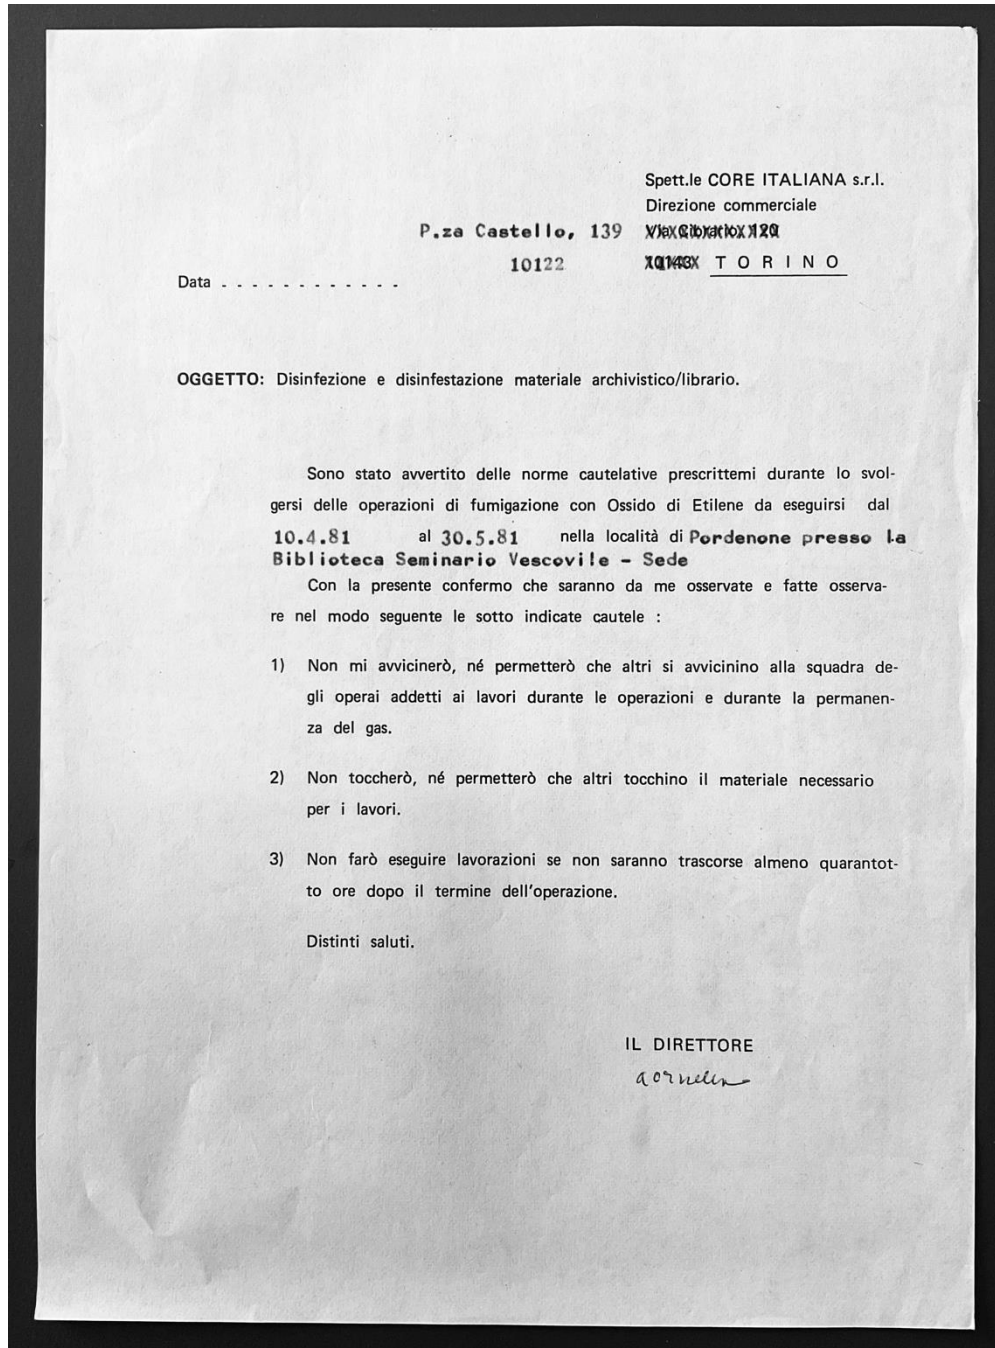 Spett.le CORE ITALIANA s.r.l.
Direzione commerciale
P.za Castello, 139 Via Cibrario, 120
10122 10143 T O R I N O
Data . . . . . . . . . . . .
OGGETTO: Disinfezione e disinfestazione materiale archivistico/librario.
Sono stato avvertito delle norme cautelative prescrittemi durante lo svol-
gersi delle operazioni di fumigazione con Ossido di Etilene da eseguirsi dal
10.4.81 al 30.5.81 nella località di Pordenone presso la
Biblioteca Seminario Vescovile - Sede
Con la presente confermo che saranno da me osservate e fatte osserva-
re nel modo seguente le sotto indicate cautele :
1) Non mi avvicinerò, né permetterò che altri si avvicinino alla squadra de-
gli operai addetti ai lavori durante le operazioni e durante la permanen-
za del gas.
2) Non toccherò, né permetterò che altri tocchino il materiale necessario
per i lavori.
3) Non farò eseguire lavorazioni se non saranno trascorse almeno quarantot-
to ore dopo il termine dell'operazione.
Distinti saluti.
IL DIRETTORE